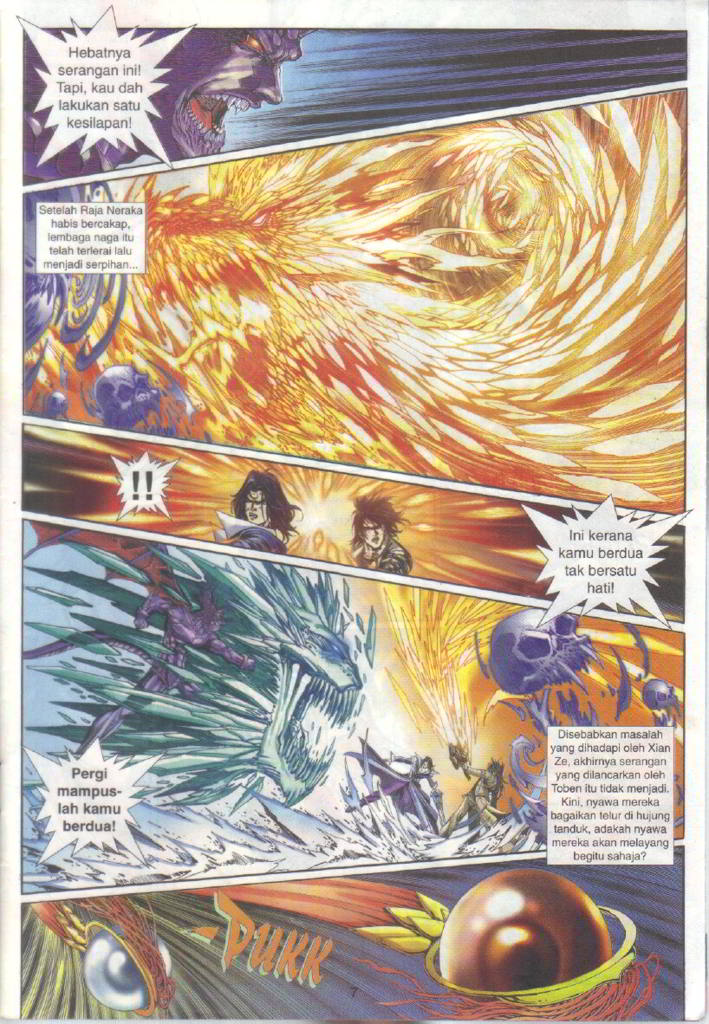 Hebatnya
serangan ini!
Tapi, kau dah
lakukan satu
kesilapan!
Setelah Raja Neraka
habis bercakap,
lembaga naga itu
telah terlerai lalu
menjadi serpihan...
!!
Ini kerana
kamu berdua
tak bersatu
hati!
Pergi
mampus-
lah kamu
berdua!
Disebabkan masalah
yang dihadapi oleh Xian
Ze, akhirnya serangan
yang dilancarkan oleh
Toben itu tidak menjadi.
Kini, nyawa mereka
bagaikan telur di hujung
tanduk, adakah nyawa
mereka akan melayang
begitu sahaja?
-PUKK
7